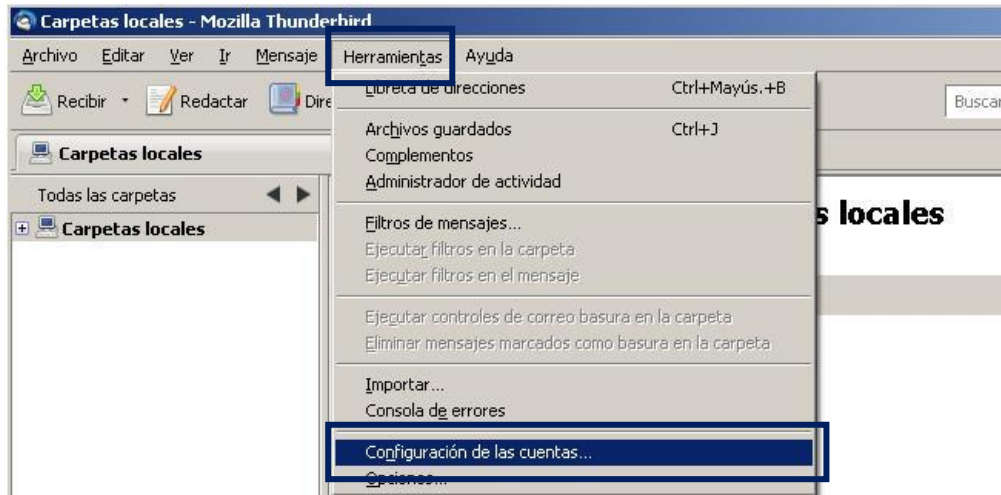 Carpetas locales - Mozilla Thunderbird
Archivo Editar Ver Ir Mensaje Herramientas Ayuda
Libreta de direcciones Ctrl+Mayús.+B
Recibir Redactar Dire Buscar
Archivos guardados Ctrl+J
Carpetas locales
Complementos
Administrador de actividad
Todas las carpetas
s locales
Carpetas locales
Filtros de mensajes...
Ejecutar filtros en la carpeta
Ejecutar filtros en el mensaje
Ejecutar controles de correo basura en la carpeta
Eliminar mensajes marcados como basura en la carpeta
Importar...
Consola de errores
Configuración de las cuentas...
Opciones...